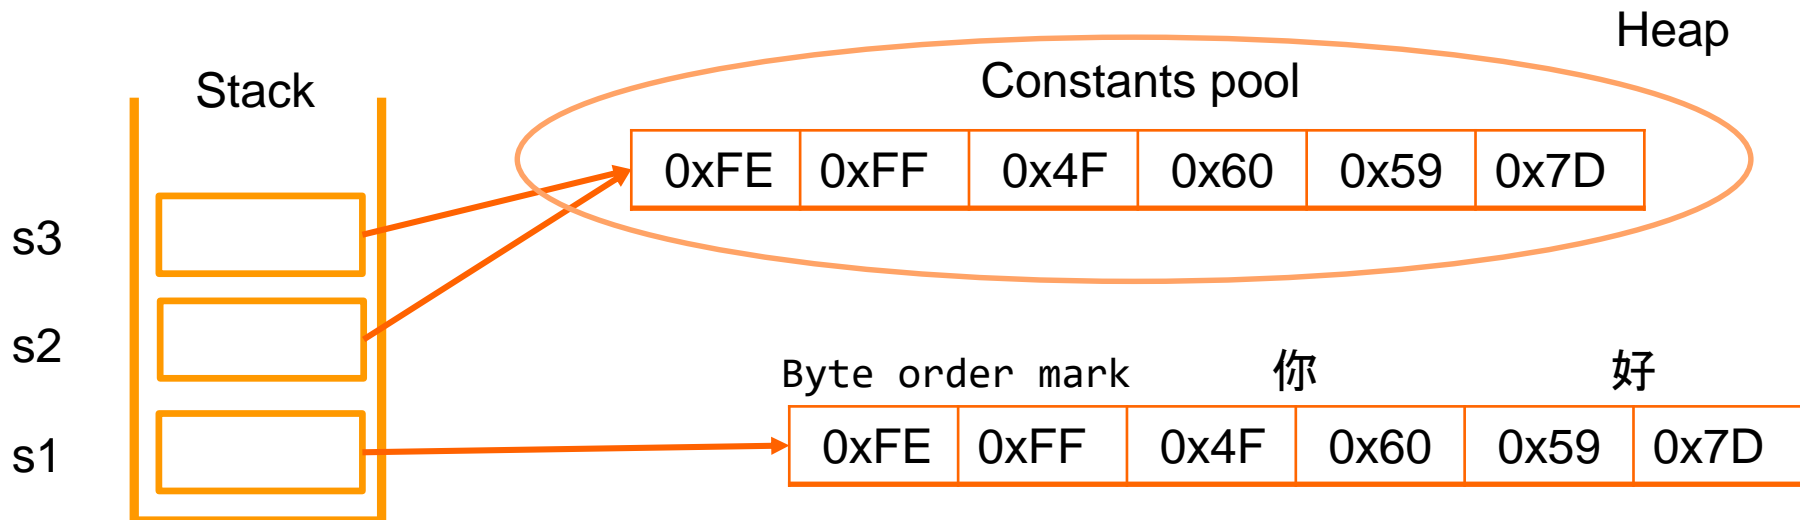 Heap
Stack
Constants pool
0xFE 0xFF 0x4F 0x60 0x59 0x7D
s3
s2
Byte order mark 你 好
s1
0xFE 0xFF 0x4F 0x60 0x59 0x7D